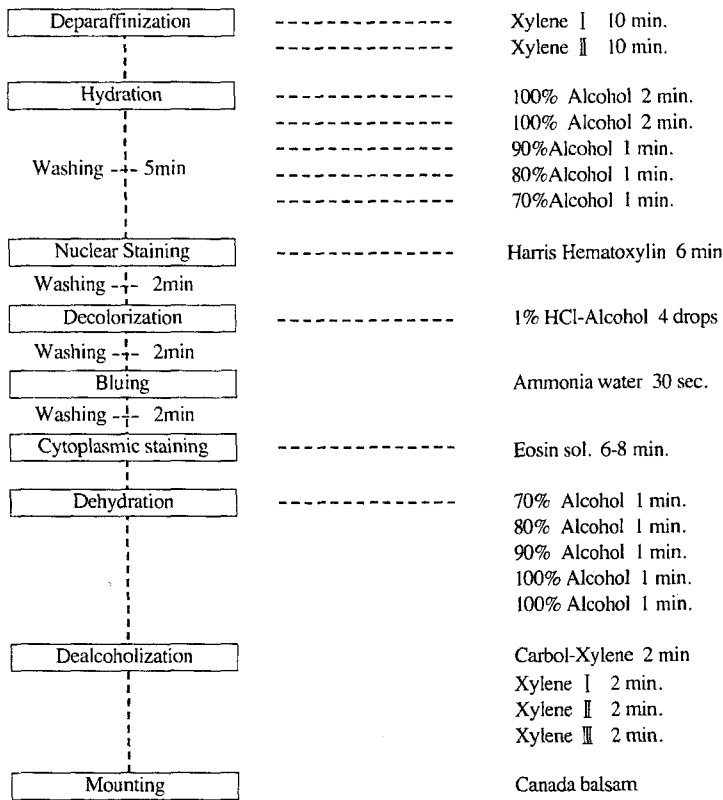 Deparaffinization Xylene Ⅰ 10 min.
Xylene Ⅱ 10 min.
Hydration 100% Alcohol 2 min.
100% Alcohol 2 min.
90%Alcohol 1 min.
Washing 5min 80%Alcohol 1 min.
70%Alcohol 1 min.
Nuclear Staining Harris Hematoxylin 6 min
Washing 2min
Decolorization 1% HCl-Alcohol 4 drops
Washing 2min
Bluing Ammonia water 30 sec.
Washing 2min
Cytoplasmic staining Eosin sol. 6-8 min.
Dehydration 70% Alcohol 1 min.
80% Alcohol 1 min.
90% Alcohol 1 min.
100% Alcohol 1 min.
100% Alcohol 1 min.
Dealcoholization Carbol-Xylene 2 min
Xylene Ⅰ 2 min.
Xylene Ⅱ 2 min.
Xylene Ⅲ 2 min.
Mounting Canada balsam